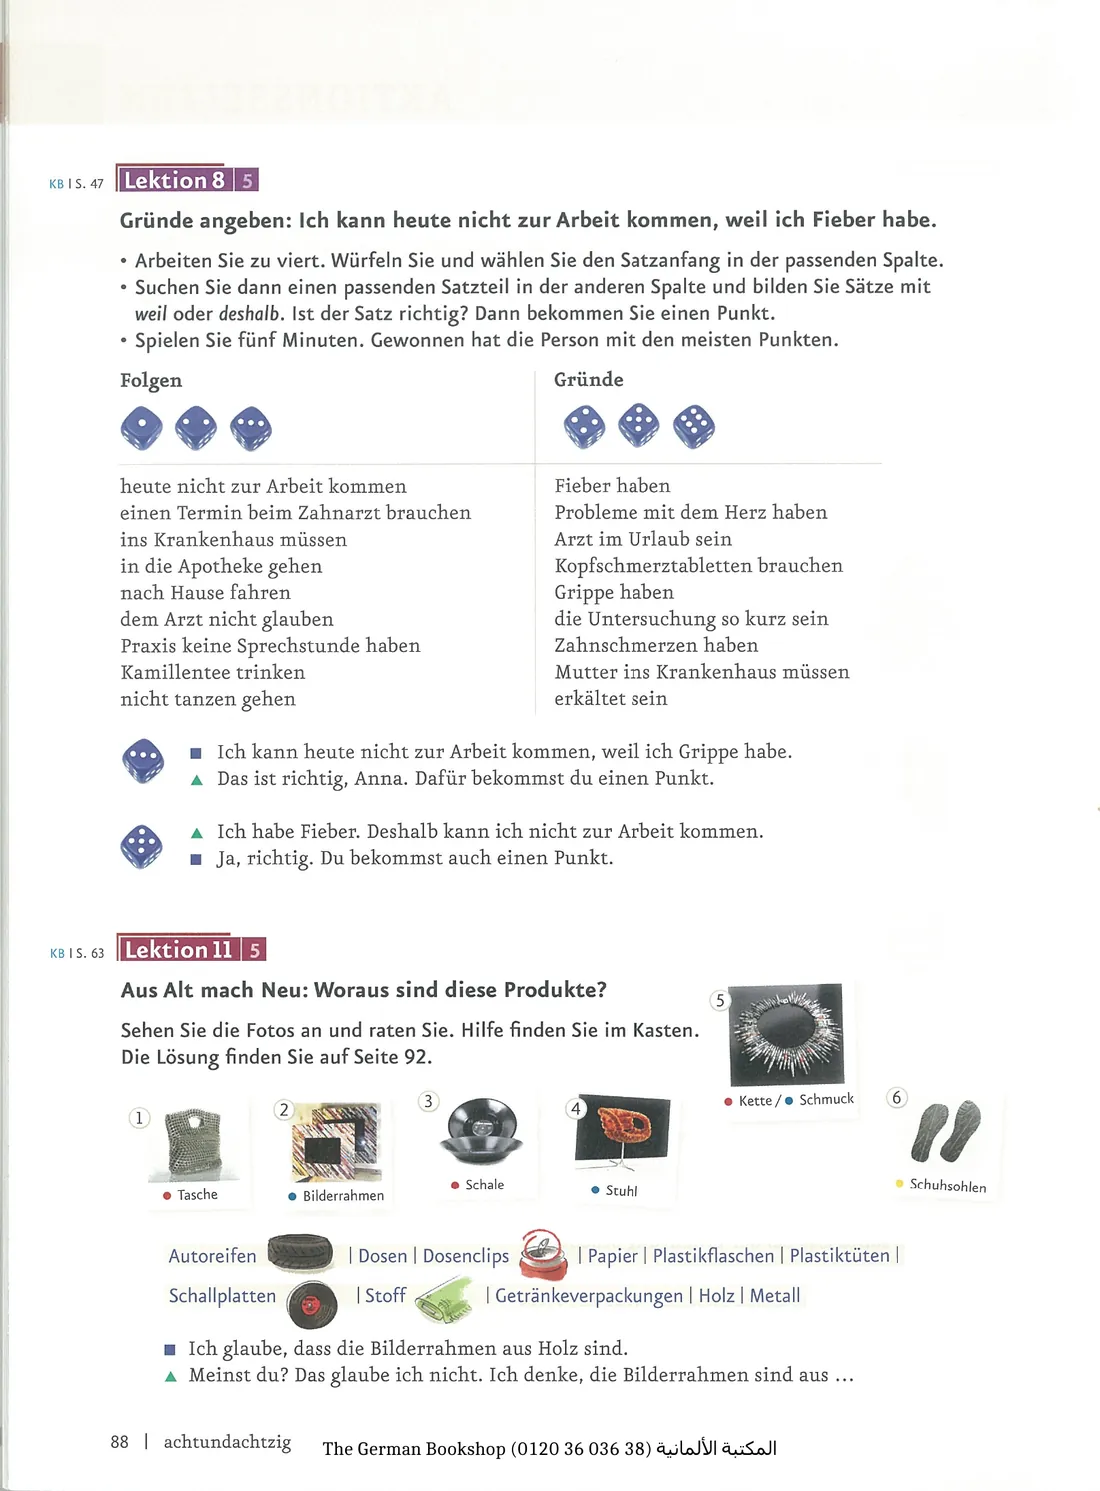 KB | S. 47 Lektion 8 | 5
Gründe angeben: Ich kann heute nicht zur Arbeit kommen, weil ich Fieber habe.
• Arbeiten Sie zu viert. Würfeln Sie und wählen Sie den Satzanfang in der passenden Spalte.
• Suchen Sie dann einen passenden Satzteil in der anderen Spalte und bilden Sie Sätze mit
weil oder deshalb. Ist der Satz richtig? Dann bekommen Sie einen Punkt.
• Spielen Sie fünf Minuten. Gewonnen hat die Person mit den meisten Punkten.
Folgen
heute nicht zur Arbeit kommen
einen Termin beim Zahnarzt brauchen
ins Krankenhaus müssen
in die Apotheke gehen
nach Hause fahren
dem Arzt nicht glauben
Praxis keine Sprechstunde haben
Kamillentee trinken
nicht tanzen gehen
Gründe
Fieber haben
Probleme mit dem Herz haben
Arzt im Urlaub sein
Kopfschmerztabletten brauchen
Grippe haben
die Untersuchung so kurz sein
Zahnschmerzen haben
Mutter ins Krankenhaus müssen
erkältet sein
■ Ich kann heute nicht zur Arbeit kommen, weil ich Grippe habe.
▲ Das ist richtig, Anna. Dafür bekommst du einen Punkt.
▲ Ich habe Fieber. Deshalb kann ich nicht zur Arbeit kommen.
■ Ja, richtig. Du bekommst auch einen Punkt.
KB | S. 63 Lektion 11 | 5
Aus Alt mach Neu: Woraus sind diese Produkte?
Sehen Sie die Fotos an und raten Sie. Hilfe finden Sie im Kasten.
Die Lösung finden Sie auf Seite 92.
1
• Tasche
2
• Bilderrahmen
3
• Schale
4
• Stuhl
5
• Kette / • Schmuck
6
• Schuhsohlen
Autoreifen | Dosen | Dosenclips | Papier | Plastikflaschen | Plastiktüten |
Schallplatten | Stoff | Getränkeverpackungen | Holz | Metall
■ Ich glaube, dass die Bilderrahmen aus Holz sind.
▲ Meinst du? Das glaube ich nicht. Ich denke, die Bilderrahmen sind aus ...
88 | achtundachtzig
The German Bookshop (0120 36 036 38) المكتبة الألمانية